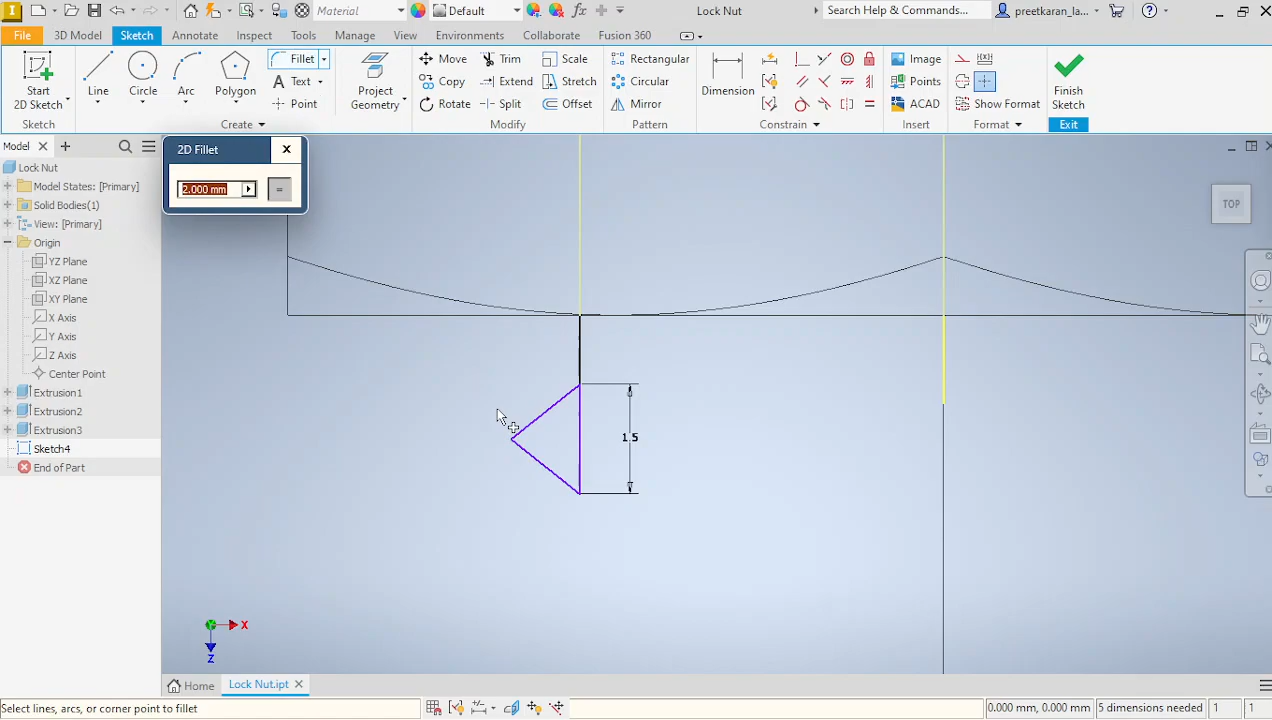 Material
Default
fx
Lock Nut
Search Help & Commands...
preetkaran_la...
File
3D Model
Sketch
Annotate
Inspect
Tools
Manage
View
Environments
Collaborate
Fusion 360
Start
2D Sketch
Line
Circle
Arc
Polygon
Fillet
Text
Point
Project
Geometry
Move
Copy
Rotate
Trim
Extend
Split
Scale
Stretch
Offset
Rectangular
Circular
Mirror
Dimension
Image
Points
ACAD
Show Format
Finish
Sketch
Sketch
Create
Modify
Pattern
Constrain
Insert
Format
Exit
Model
Lock Nut
Model States: [Primary]
Solid Bodies(1)
View: [Primary]
Origin
YZ Plane
XZ Plane
XY Plane
X Axis
Y Axis
Z Axis
Center Point
Extrusion1
Extrusion2
Extrusion3
Sketch4
End of Part
2D Fillet
2.000 mm
=
TOP
1.5
X
Z
Home
Lock Nut.ipt
Select lines, arcs, or corner point to fillet
0.000 mm, 0.000 mm
5 dimensions needed
1
1